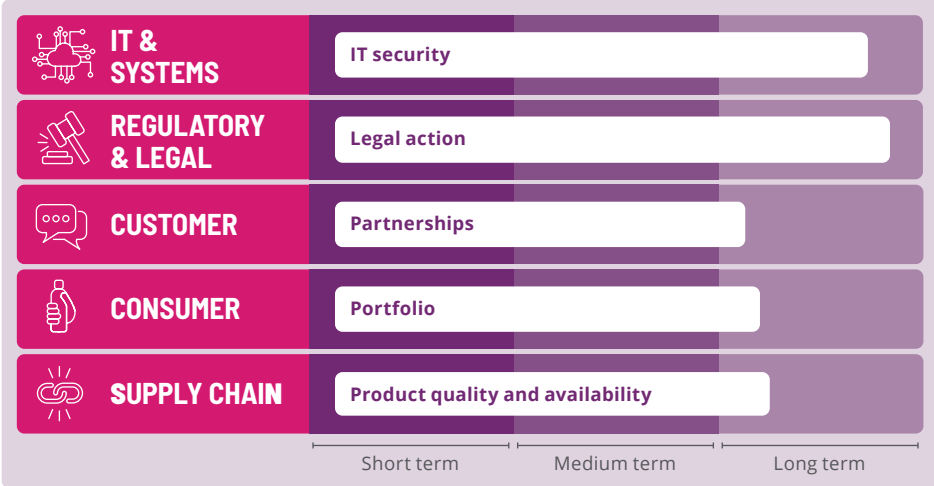 IT &
SYSTEMS
IT security
REGULATORY
& LEGAL
Legal action
CUSTOMER
Partnerships
CONSUMER
Portfolio
SUPPLY CHAIN
Product quality and availability
Short term
Medium term
Long term